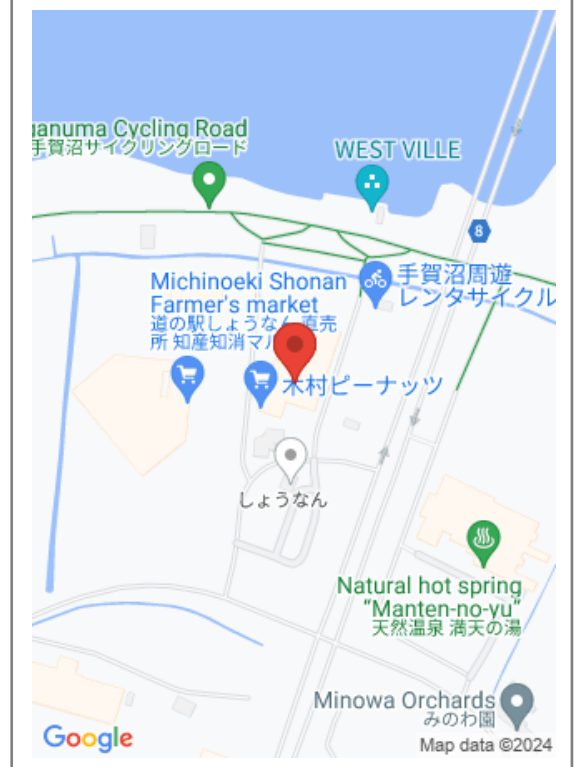 ganuma Cycling Road
手賀沼サイクリングロード
WEST VILLE
8
手賀沼周遊
レンタサイクル
Michinoeki Shonan
Farmer's market
道の駅しょうなん 直売
所 知産知消マル
木村ピーナッツ
しょうなん
Natural hot spring
“Manten-no-yu”
天然温泉 満天の湯
Minowa Orchards
みのわ園
Google
Map data ©2024